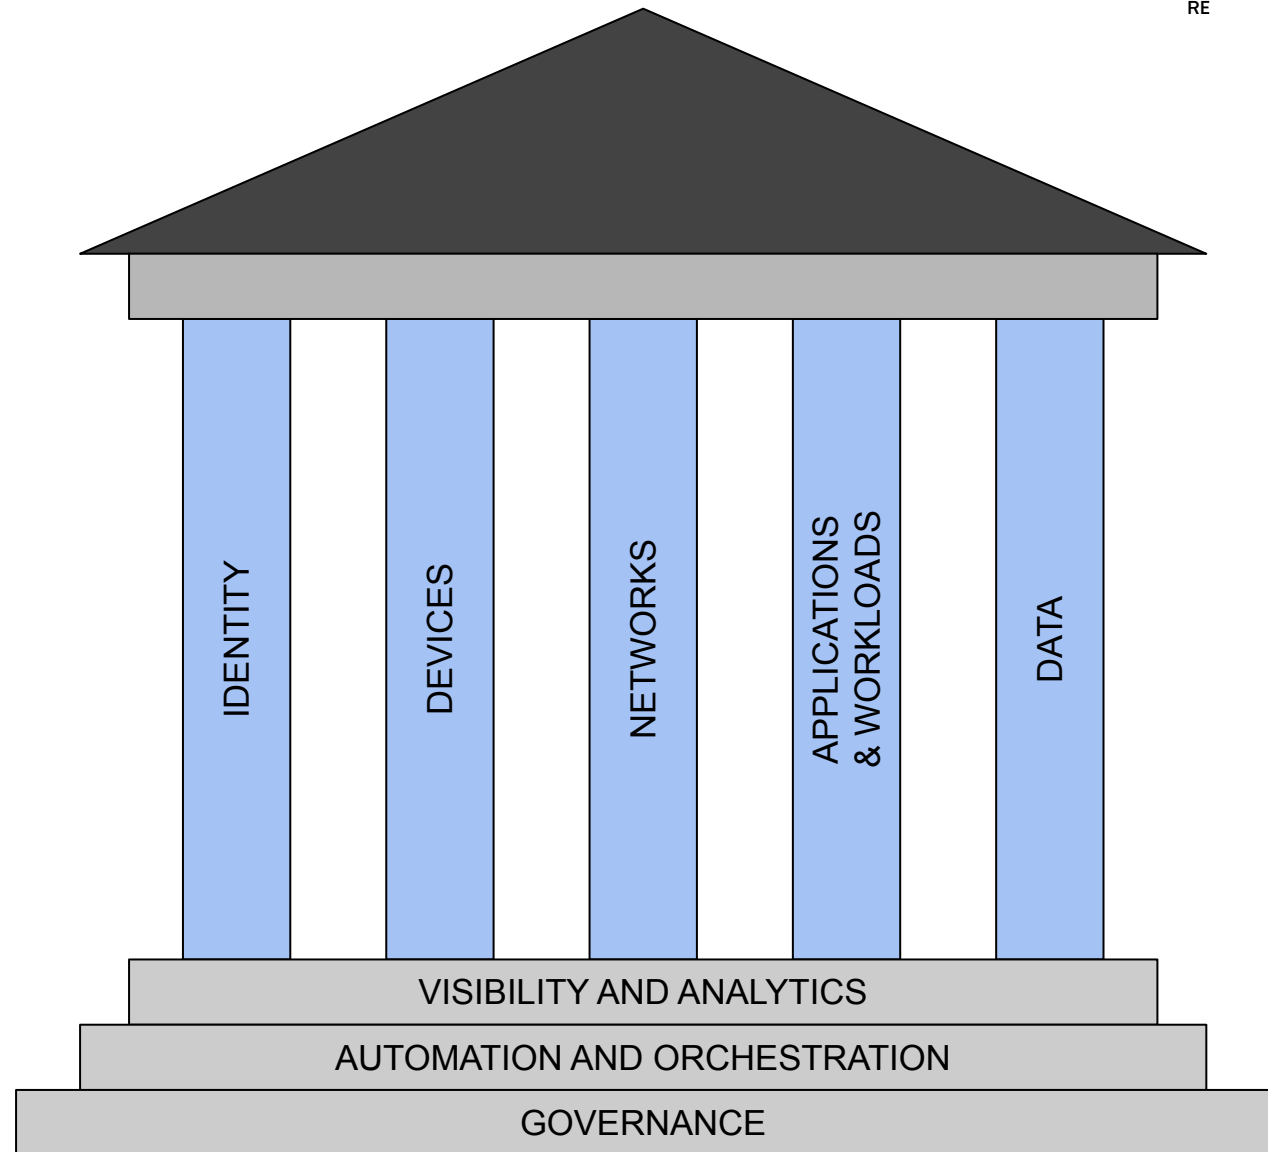 RE
IDENTITY
DEVICES
NETWORKS
APPLICATIONS
& WORKLOADS
DATA
VISIBILITY AND ANALYTICS
AUTOMATION AND ORCHESTRATION
GOVERNANCE